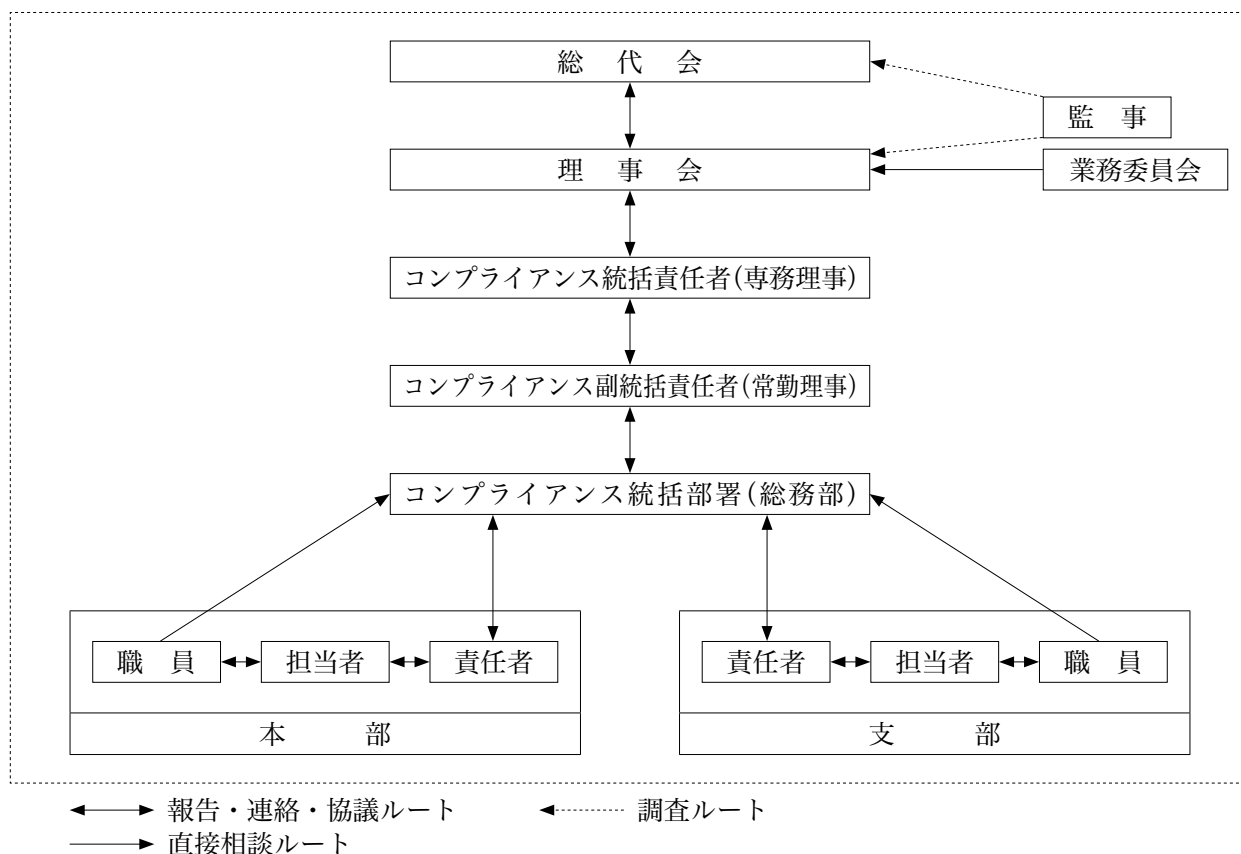 総代会
監事
理事会
業務委員会
コンプライアンス統括責任者(専務理事)
コンプライアンス副統括責任者(常勤理事)
コンプライアンス統括部署(総務部)
職員 担当者 責任者
責任者 担当者 職員
本部
支部
報告・連絡・協議ルート
調査ルート
直接相談ルート